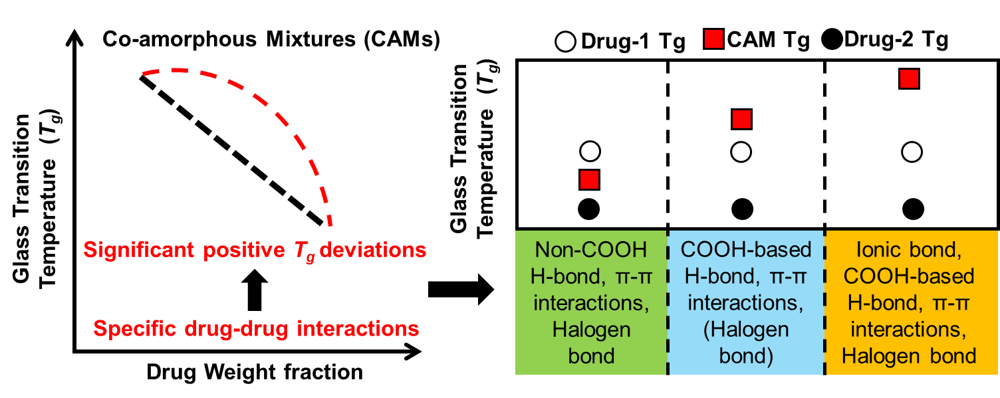 Co-amorphous Mixtures (CAMs)
Glass Transition
Temperature (Tg)
Significant positive Tg deviations
Specific drug-drug interactions
Drug Weight fraction
Drug-1 Tg CAM Tg Drug-2 Tg
Glass Transition
Temperature (Tg)
Non-COOH
H-bond, π-π
interactions,
Halogen
bond
COOH-based
H-bond, π-π
interactions,
(Halogen
bond)
Ionic bond,
COOH-based
H-bond, π-π
interactions,
Halogen bond